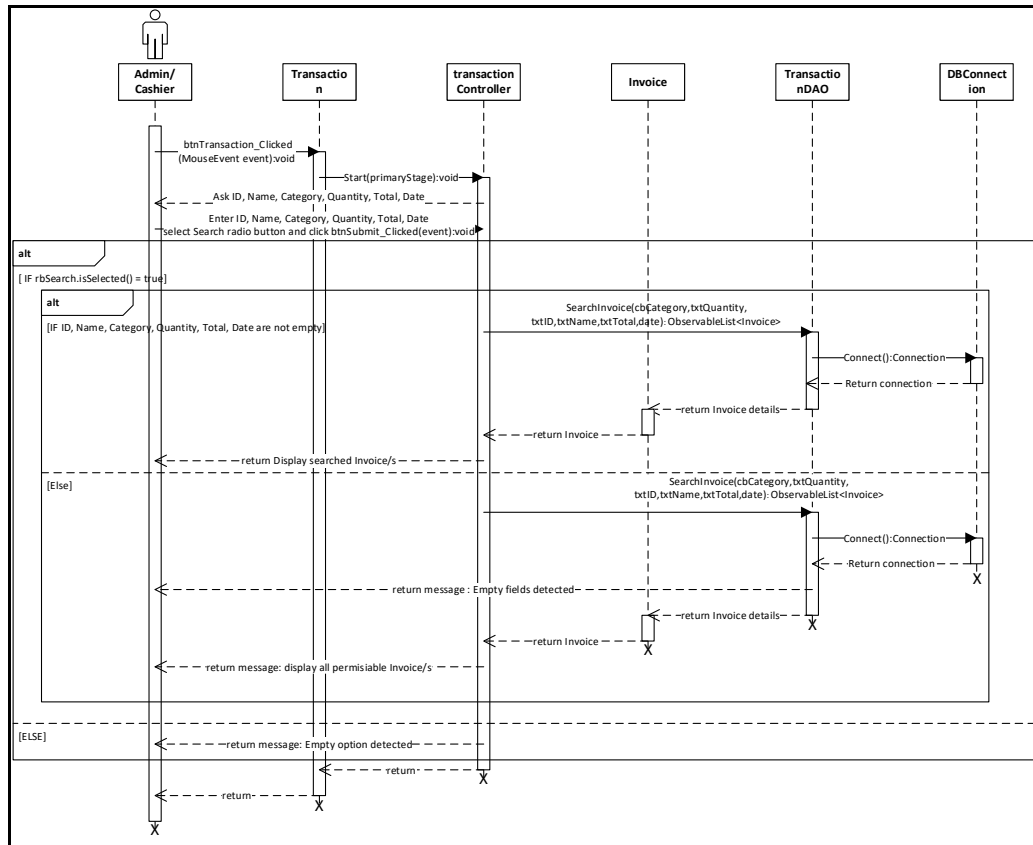 Admin/
Cashier
Transactio
n
transaction
Controller
Invoice
Transactio
nDAO
DBConnect
ion
btnTransaction_Clicked
(MouseEvent event):void
Start(primaryStage):void
Ask ID, Name, Category, Quantity, Total, Date
Enter ID, Name, Category, Quantity, Total, Date
select Search radio button and click btnSubmit_Clicked(event):void
alt
[ IF rbSearch.isSelected() = true]
alt
[IF ID, Name, Category, Quantity, Total, Date are not empty]
SearchInvoice(cbCategory,txtQuantity,
txtID,txtName,txtTotal,date): ObservableList<Invoice>
Connect():Connection
Return connection
return Invoice details
return Invoice
return Display searched Invoice/s
[Else]
SearchInvoice(cbCategory,txtQuantity,
txtID,txtName,txtTotal,date): ObservableList<Invoice>
Connect():Connection
Return connection
X
return message : Empty fields detected
return Invoice details
X
return Invoice
X
return message: display all permisiable Invoice/s
[ELSE]
return message: Empty option detected
return
X
return
X
X